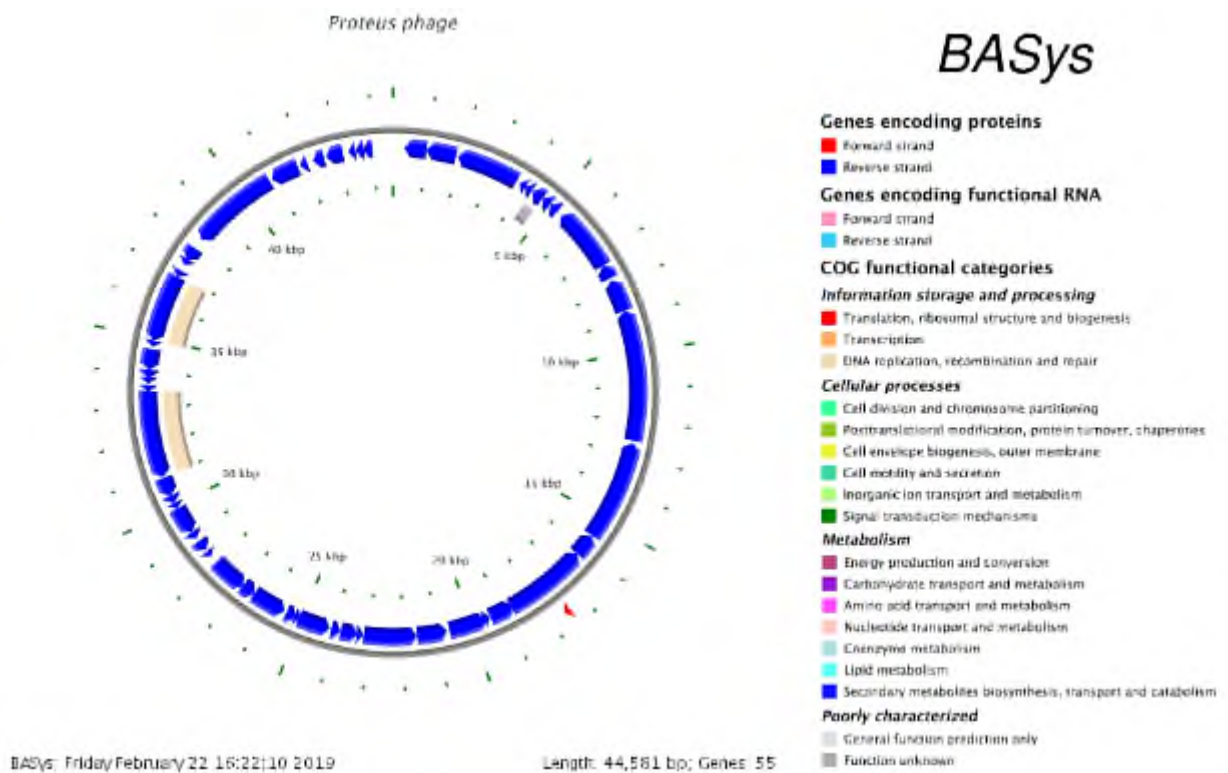 Proteus phage
BASys
Genes encoding proteins
Forward strand
Reverse strand
Genes encoding functional RNA
Forward strand
Reverse strand
COG functional categories
Information storage and processing
Translation, ribosomal structure and biogenesis
Transcription
DNA replication, recombination and repair
Cellular processes
Cell division and chromosome partitioning
Posttranslational modification, protein turnover, chaperones
Cell envelope biogenesis, outer membrane
Cell motility and secretion
Inorganic ion transport and metabolism
Signal transduction mechanisms
Metabolism
Energy production and conversion
Carbohydrate transport and metabolism
Amino acid transport and metabolism
Nucleotide transport and metabolism
Coenzyme metabolism
Lipid metabolism
Secondary metabolites biosynthesis, transport and catabolism
Poorly characterized
General function prediction only
Function unknown
40 kbp
5 kbp
35 kbp
10 kbp
30 kbp
15 kbp
25 kbp
20 kbp
BASys: Friday February 22 16:22:10 2019
Length: 44,581 bp; Genes: 55